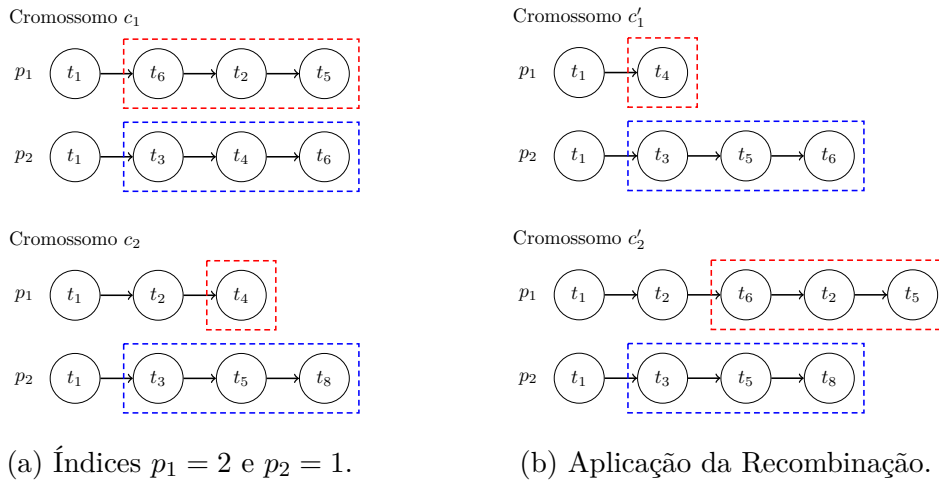 Cromossomo c₁
p₁ t₁ t₆ t₂ t₅
p₂ t₁ t₃ t₄ t₆
Cromossomo c₂
p₁ t₁ t₂ t₄
p₂ t₁ t₃ t₅ t₈
(a) Índices p₁ = 2 e p₂ = 1.
Cromossomo c′₁
p₁ t₁ t₄
p₂ t₁ t₃ t₅ t₆
Cromossomo c′₂
p₁ t₁ t₂ t₆ t₂ t₅
p₂ t₁ t₃ t₅ t₈
(b) Aplicação da Recombinação.